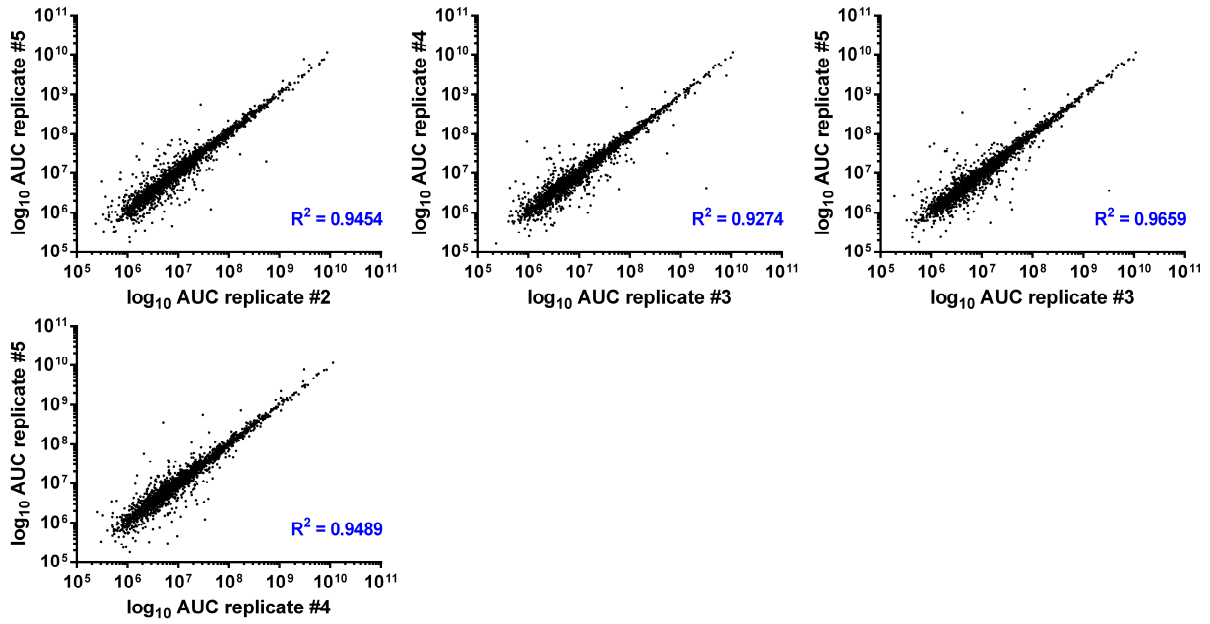 10¹¹
10¹⁰
10⁹
10⁸
10⁷
10⁶
10⁵
log₁₀ AUC replicate #5
R² = 0.9454
10⁵ 10⁶ 10⁷ 10⁸ 10⁹ 10¹⁰ 10¹¹
log₁₀ AUC replicate #2
10¹¹
10¹⁰
10⁹
10⁸
10⁷
10⁶
10⁵
log₁₀ AUC replicate #4
R² = 0.9274
10⁵ 10⁶ 10⁷ 10⁸ 10⁹ 10¹⁰ 10¹¹
log₁₀ AUC replicate #3
10¹¹
10¹⁰
10⁹
10⁸
10⁷
10⁶
10⁵
log₁₀ AUC replicate #5
R² = 0.9659
10⁵ 10⁶ 10⁷ 10⁸ 10⁹ 10¹⁰ 10¹¹
log₁₀ AUC replicate #3
10¹¹
10¹⁰
10⁹
10⁸
10⁷
10⁶
10⁵
log₁₀ AUC replicate #5
R² = 0.9489
10⁵ 10⁶ 10⁷ 10⁸ 10⁹ 10¹⁰ 10¹¹
log₁₀ AUC replicate #4